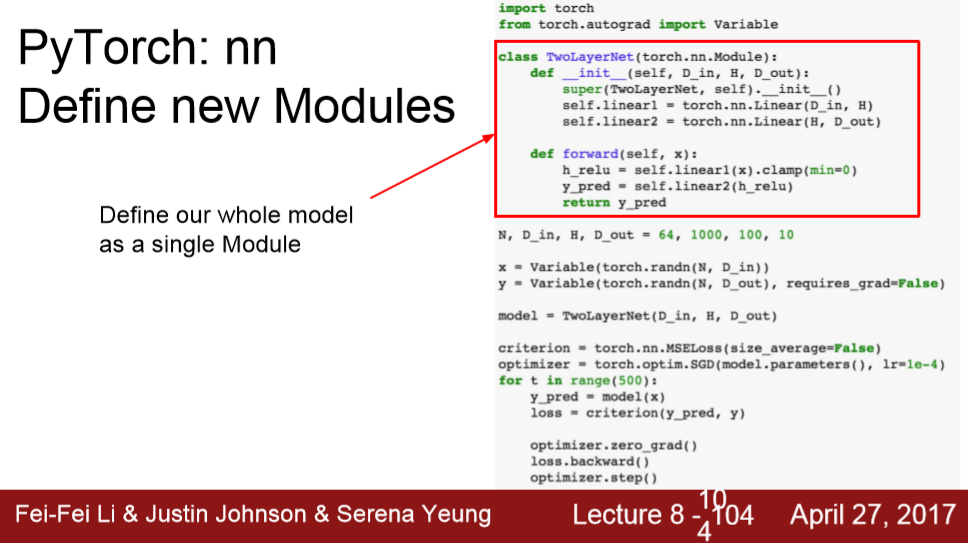 PyTorch: nn
Define new Modules
Define our whole model
as a single Module
import torch
from torch.autograd import Variable
class TwoLayerNet(torch.nn.Module):
    def __init__(self, D_in, H, D_out):
        super(TwoLayerNet, self).__init__()
        self.linear1 = torch.nn.Linear(D_in, H)
        self.linear2 = torch.nn.Linear(H, D_out)
    def forward(self, x):
        h_relu = self.linear1(x).clamp(min=0)
        y_pred = self.linear2(h_relu)
        return y_pred
N, D_in, H, D_out = 64, 1000, 100, 10
x = Variable(torch.randn(N, D_in))
y = Variable(torch.randn(N, D_out), requires_grad=False)
model = TwoLayerNet(D_in, H, D_out)
criterion = torch.nn.MSELoss(size_average=False)
optimizer = torch.optim.SGD(model.parameters(), lr=1e-4)
for t in range(500):
    y_pred = model(x)
    loss = criterion(y_pred, y)
    optimizer.zero_grad()
    loss.backward()
    optimizer.step()
Fei-Fei Li & Justin Johnson & Serena Yeung
Lecture 8 - 104
10
4
April 27, 2017